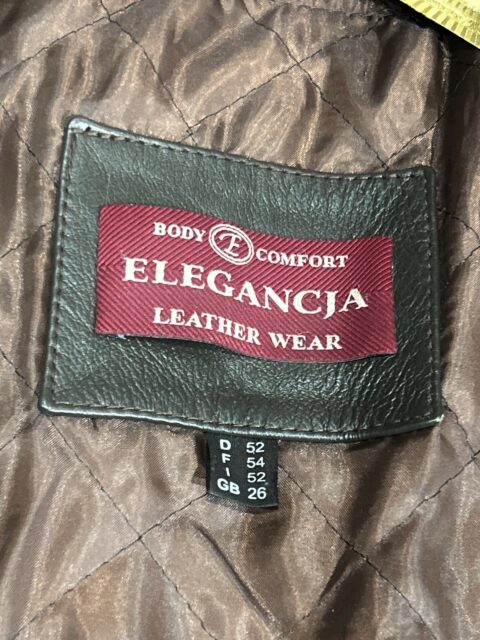 BODY E COMFORT
ELEGANCJA
LEATHER WEAR
D 52
F 54
I 52
GB 26